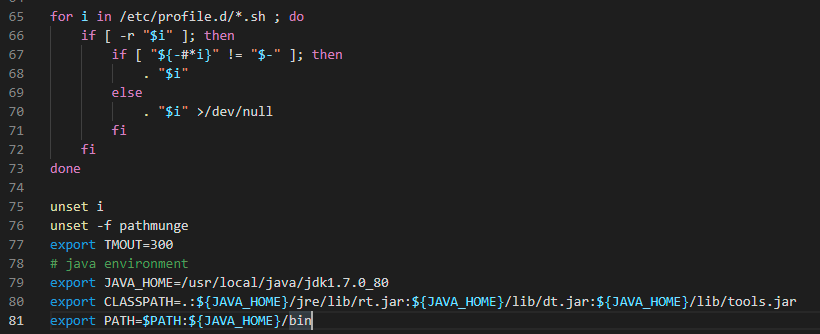 65 for i in /etc/profile.d/*.sh ; do
66     if [ -r "$i" ]; then
67         if [ "${-#*i}" != "$-" ]; then
68             . "$i"
69         else
70             . "$i" >/dev/null
71         fi
72     fi
73 done
74
75 unset i
76 unset -f pathmunge
77 export TMOUT=300
78 # java environment
79 export JAVA_HOME=/usr/local/java/jdk1.7.0_80
80 export CLASSPATH=.:${JAVA_HOME}/jre/lib/rt.jar:${JAVA_HOME}/lib/dt.jar:${JAVA_HOME}/lib/tools.jar
81 export PATH=$PATH:${JAVA_HOME}/bin